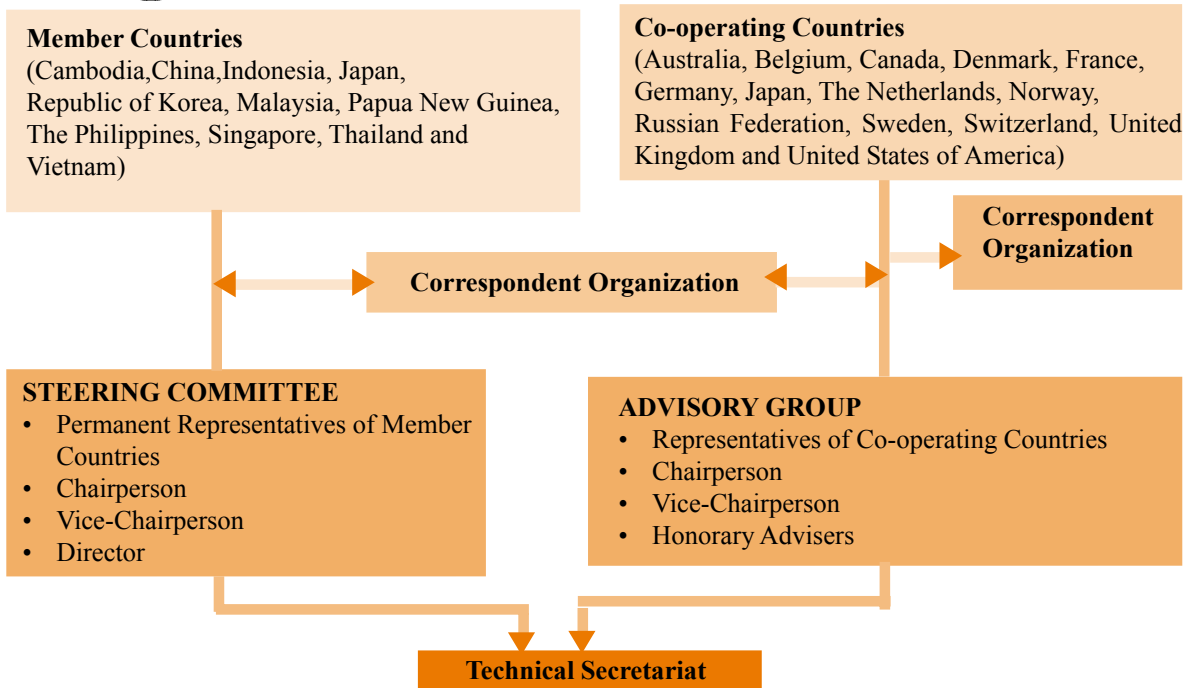 Member Countries
(Cambodia,China,Indonesia, Japan,
Republic of Korea, Malaysia, Papua New Guinea,
The Philippines, Singapore, Thailand and
Vietnam)
Co-operating Countries
(Australia, Belgium, Canada, Denmark, France,
Germany, Japan, The Netherlands, Norway,
Russian Federation, Sweden, Switzerland, United
Kingdom and United States of America)
Correspondent
Organization
Correspondent Organization
STEERING COMMITTEE
• Permanent Representatives of Member
Countries
• Chairperson
• Vice-Chairperson
• Director
ADVISORY GROUP
• Representatives of Co-operating Countries
• Chairperson
• Vice-Chairperson
• Honorary Advisers
Technical Secretariat